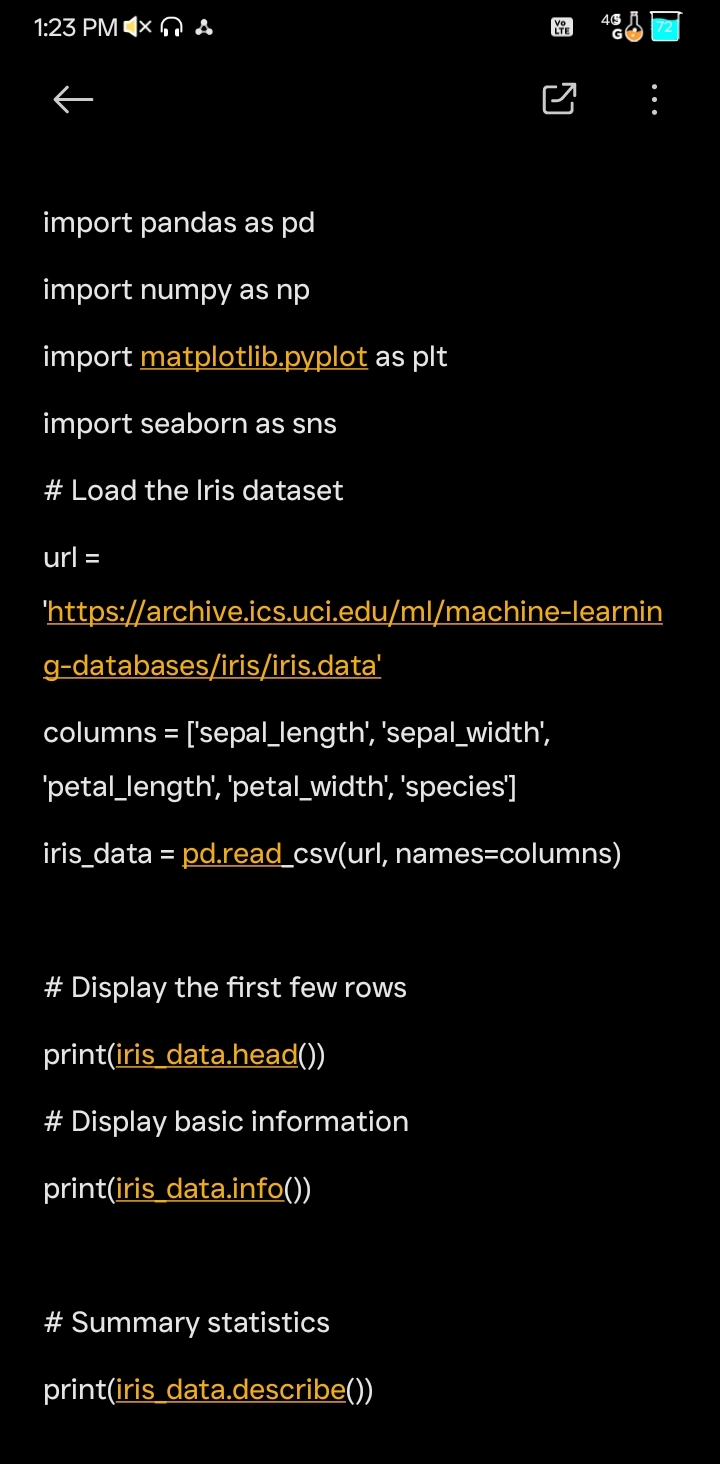 1:23 PM
Vo LTE
4G 5G
72
import pandas as pd
import numpy as np
import matplotlib.pyplot as plt
import seaborn as sns
# Load the Iris dataset
url =
'https://archive.ics.uci.edu/ml/machine-learnin
g-databases/iris/iris.data'
columns = ['sepal_length', 'sepal_width',
'petal_length', 'petal_width', 'species']
iris_data = pd.read_csv(url, names=columns)
# Display the first few rows
print(iris_data.head())
# Display basic information
print(iris_data.info())
# Summary statistics
print(iris_data.describe())